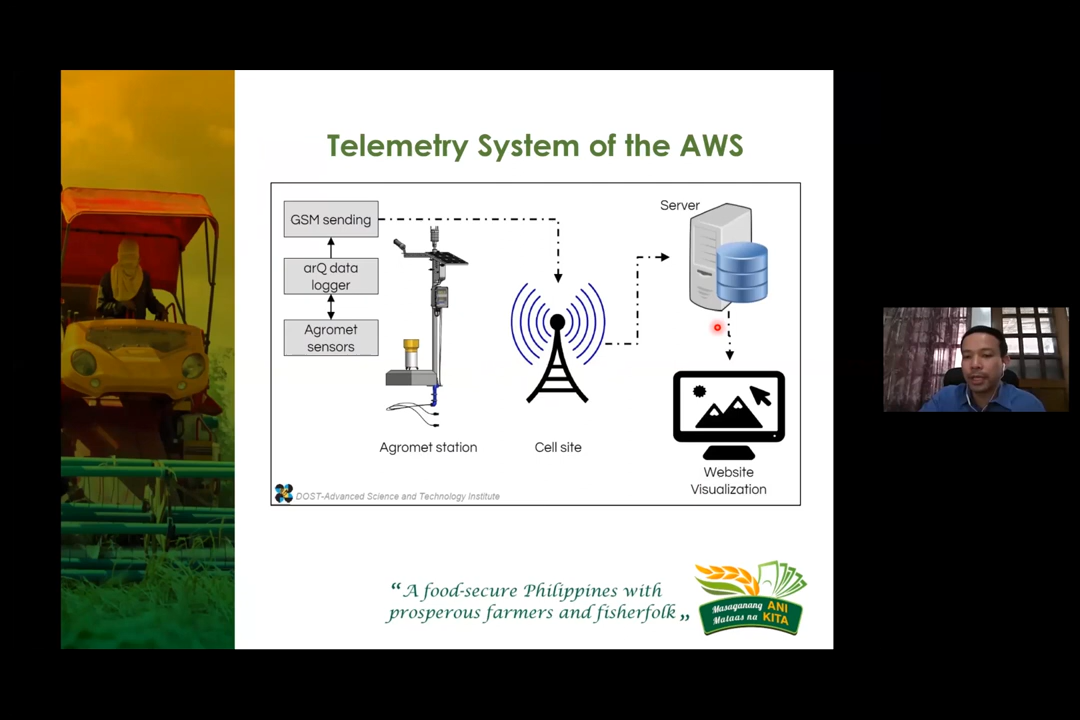 Telemetry System of the AWS
GSM sending
arQ data
logger
Agromet
sensors
Agromet station
Cell site
Server
Website
Visualization
DOST-Advanced Science and Technology Institute
“ A food-secure Philippines with
prosperous farmers and fisherfolk „
Masaganang ANI
Mataas na KITA